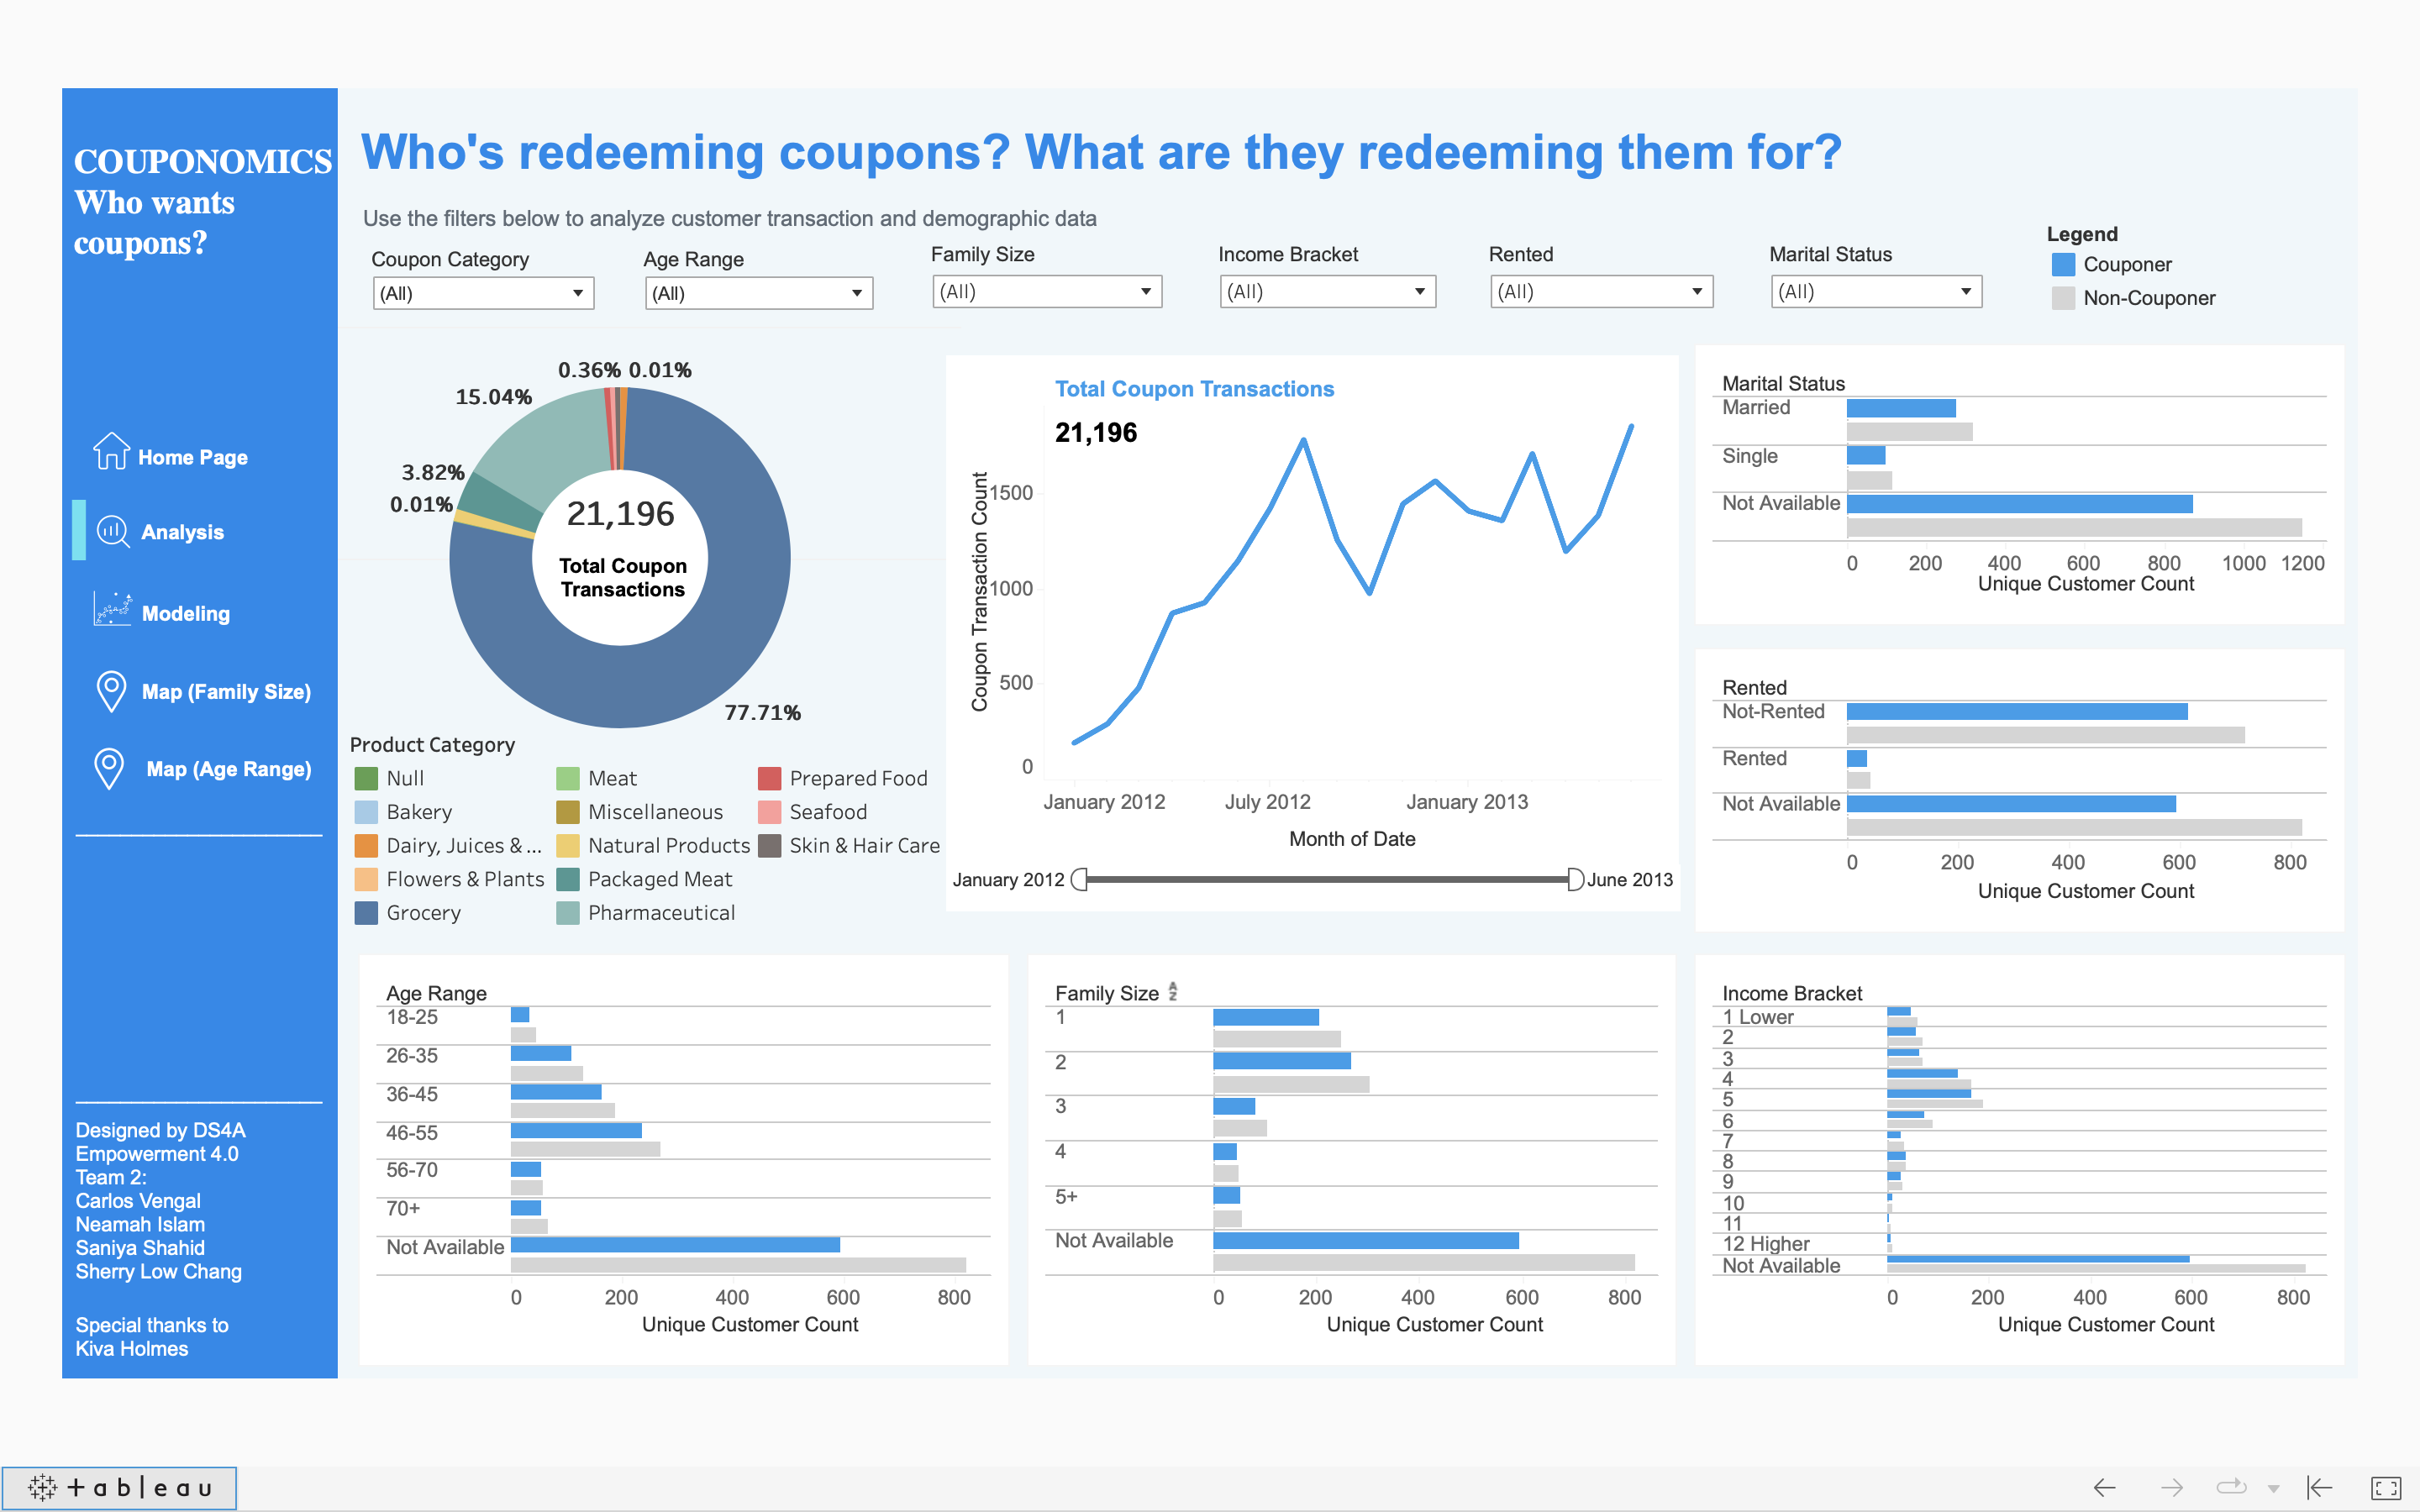 COUPONOMICS
Who wants
coupons?
Home Page
Analysis
Modeling
Map (Family Size)
Map (Age Range)
Designed by DS4A
Empowerment 4.0
Team 2:
Carlos Vengal
Neamah Islam
Saniya Shahid
Sherry Low Chang
Special thanks to
Kiva Holmes
Who's redeeming coupons? What are they redeeming them for?
Use the filters below to analyze customer transaction and demographic data
Coupon Category
(All)
Age Range
(All)
Family Size
(All)
Income Bracket
(All)
Rented
(All)
Marital Status
(All)
Legend
Couponer
Non-Couponer
0.36% 0.01%
15.04%
3.82%
0.01%
77.71%
21,196
Total Coupon
Transactions
Product Category
Null
Bakery
Dairy, Juices & ...
Flowers & Plants
Grocery
Meat
Miscellaneous
Natural Products
Packaged Meat
Pharmaceutical
Prepared Food
Seafood
Skin & Hair Care
Total Coupon Transactions
21,196
Coupon Transaction Count
1500
1000
500
0
January 2012
July 2012
January 2013
Month of Date
January 2012
June 2013
Marital Status
Married
Single
Not Available
0 200 400 600 800 1000 1200
Unique Customer Count
Rented
Not-Rented
Rented
Not Available
0 200 400 600 800
Unique Customer Count
Age Range
18-25
26-35
36-45
46-55
56-70
70+
Not Available
0 200 400 600 800
Unique Customer Count
Family Size
A
Z
1
2
3
4
5+
Not Available
0 200 400 600 800
Unique Customer Count
Income Bracket
1 Lower
2
3
4
5
6
7
8
9
10
11
12 Higher
Not Available
0 200 400 600 800
Unique Customer Count
+ableau